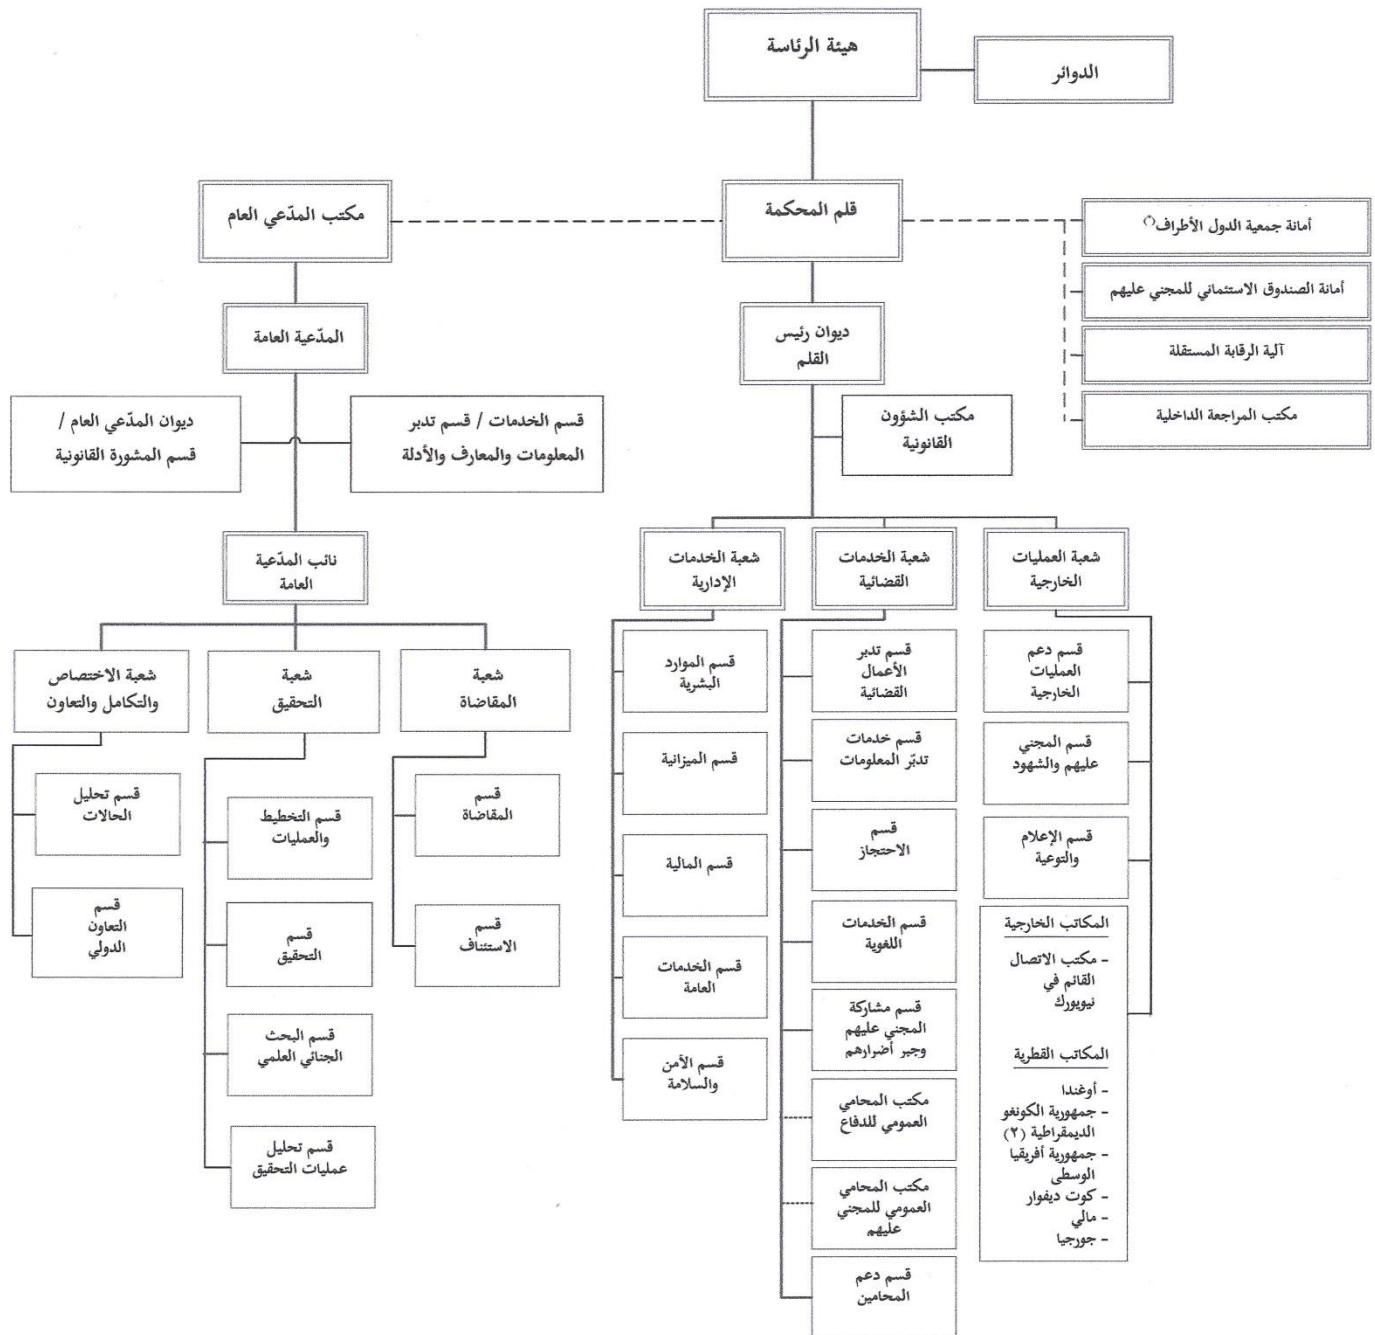 هيئة الرئاسة
الدوائر
قلم المحكمة
مكتب المدّعي العام
أمانة جمعية الدول الأطراف
أمانة الصندوق الاستئماني للمجني عليهم
آلية الرقابة المستقلة
مكتب المراجعة الداخلية
ديوان رئيس
القلم
المدّعية العامة
مكتب الشؤون
القانونية
قسم الخدمات / قسم تدبر
المعلومات والمعارف والأدلة
ديوان المدّعي العام /
قسم المشورة القانونية
نائب المدّعية
العامة
شعبة العمليات
الخارجية
شعبة الخدمات
القضائية
شعبة الخدمات
الإدارية
قسم دعم
العمليات
الخارجية
قسم المجني
عليهم والشهود
قسم الإعلام
والتوعية
المكاتب الخارجية
- مكتب الاتصال
القائم في
نيويورك
المكاتب القطرية
- أوغندا
- جمهورية الكونغو
الديمقراطية (٢)
- جمهورية أفريقيا
الوسطى
- كوت ديفوار
- مالي
- جورجيا
قسم تدبر
الأعمال
القضائية
قسم خدمات
تدبّر المعلومات
قسم
الاحتجاز
قسم الخدمات
اللغوية
قسم مشاركة
المجني عليهم
وجبر أضرارهم
مكتب المحامي
العمومي للدفاع
مكتب المحامي
العمومي للمجني
عليهم
قسم دعم
المحامين
قسم الموارد
البشرية
قسم الميزانية
قسم المالية
قسم الخدمات
العامة
قسم الأمن
والسلامة
شعبة
المقاضاة
شعبة
التحقيق
شعبة الاختصاص
والتكامل والتعاون
قسم
المقاضاة
قسم
الاستئناف
قسم التخطيط
والعمليات
قسم
التحقيق
قسم البحث
الجنائي العلمي
قسم تحليل
عمليات التحقيق
قسم تحليل
الحالات
قسم
التعاون
الدولي